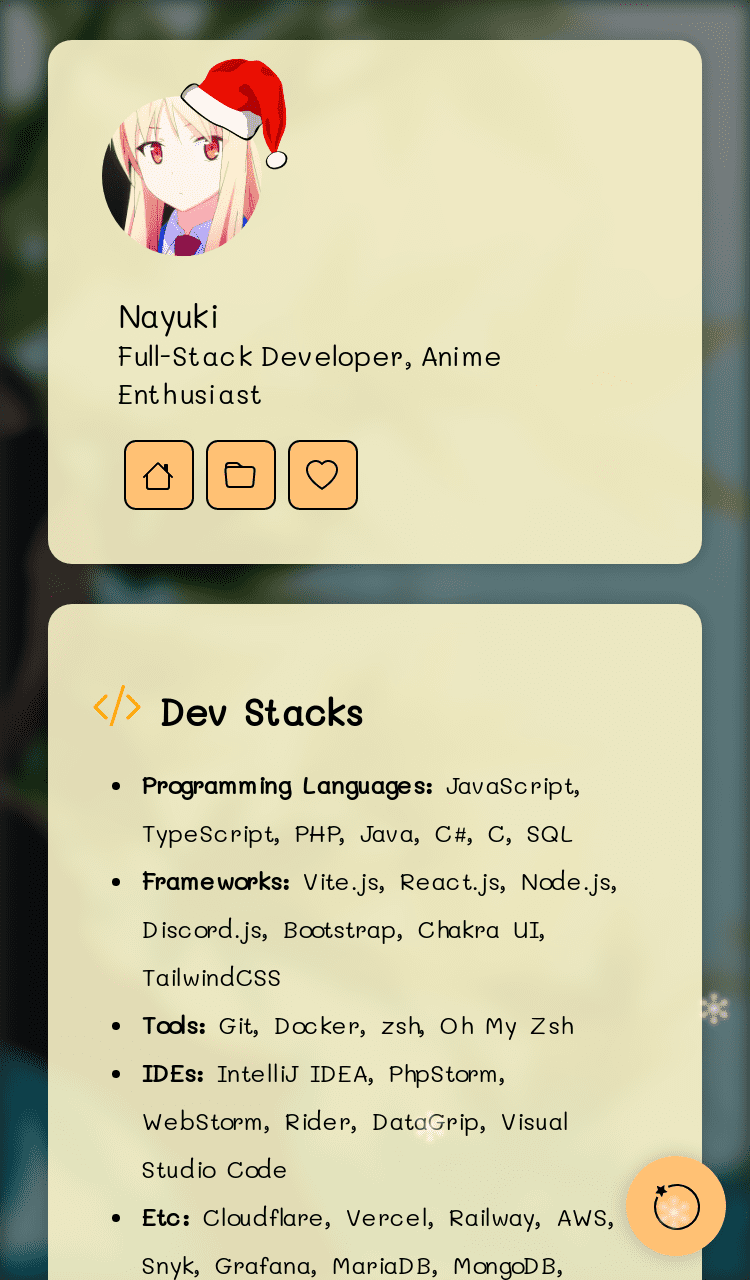 Nayuki
Full-Stack Developer, Anime
Enthusiast
Dev Stacks
Programming Languages: JavaScript,
TypeScript, PHP, Java, C#, C, SQL
Frameworks: Vite.js, React.js, Node.js,
Discord.js, Bootstrap, Chakra UI,
TailwindCSS
Tools: Git, Docker, zsh, Oh My Zsh
IDEs: IntelliJ IDEA, PhpStorm,
WebStorm, Rider, DataGrip, Visual
Studio Code
Etc: Cloudflare, Vercel, Railway, AWS,
Snyk, Grafana, MariaDB, MongoDB,